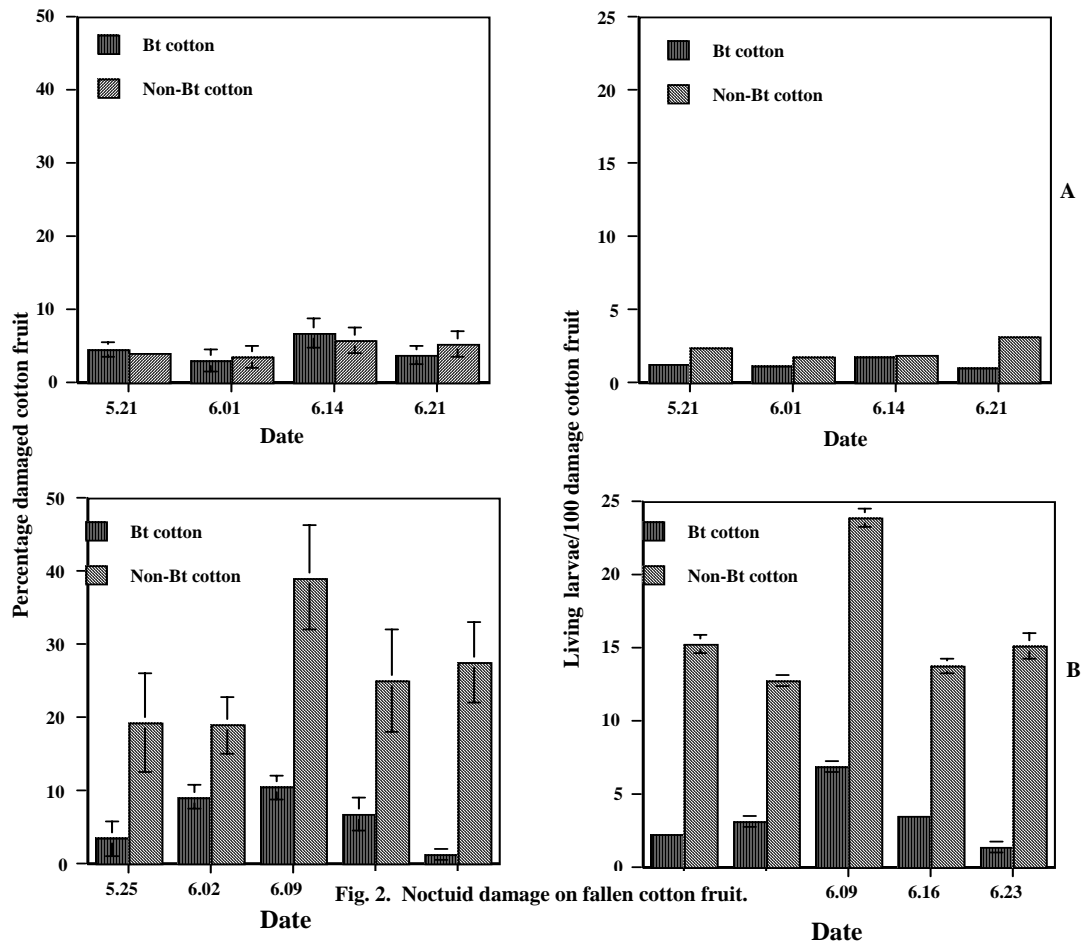 50
40
30
20
10
0
Bt cotton
Non-Bt cotton
5.21 6.01 6.14 6.21
Date
25
20
15
10
5
0
Bt cotton
Non-Bt cotton
5.21 6.01 6.14 6.21
Date
A
Percentage damaged cotton fruit
50
40
30
20
10
0
Bt cotton
Non-Bt cotton
5.25 6.02 6.09
Date
Living larvae/100 damage cotton fruit
25
20
15
10
5
0
Bt cotton
Non-Bt cotton
6.09 6.16 6.23
Date
B
Fig. 2. Noctuid damage on fallen cotton fruit.